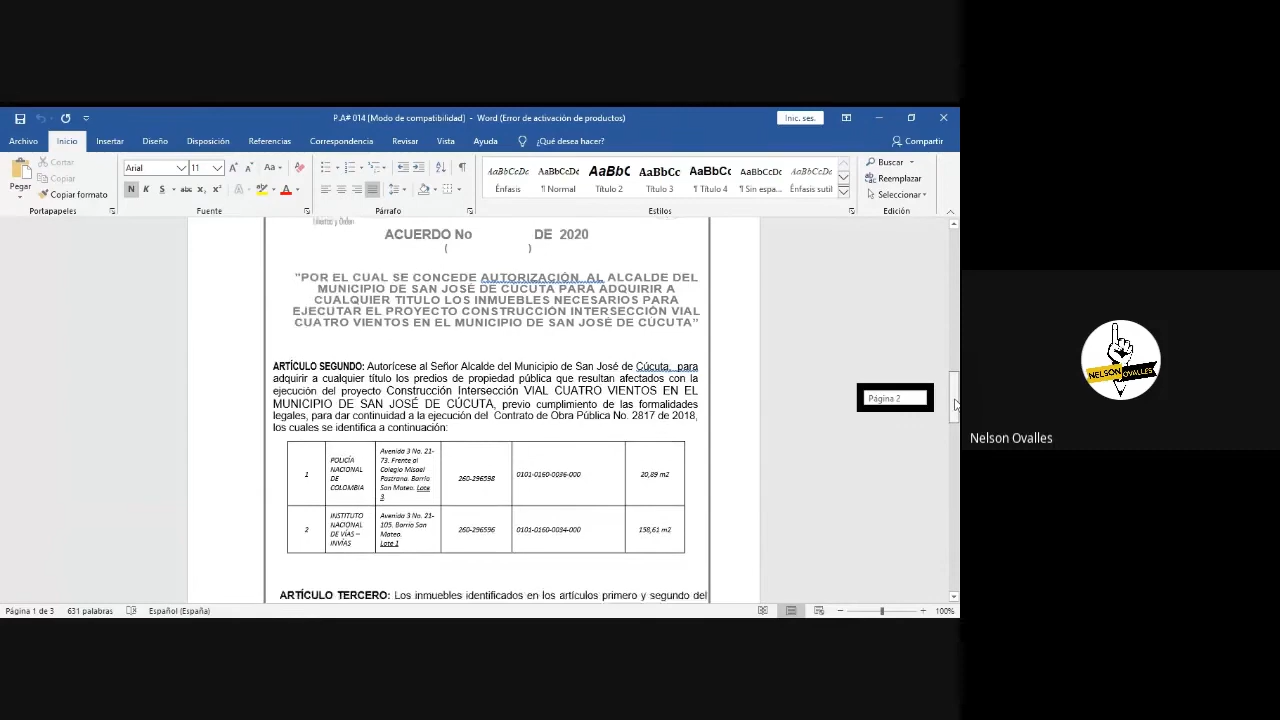 P.A# 014 [Modo de compatibilidad] - Word (Error de activación de productos)
Inic. ses.
Archivo Inicio Insertar Diseño Disposición Referencias Correspondencia Revisar Vista Ayuda ¿Qué desea hacer? Compartir
Pegar
Cortar
Copiar
Copiar formato
Portapapeles
Arial 11
Aa
N K S abc x₂ x²
Fuente
Párrafo
AaBbCcDc AaBbCcDc AaBbC AaBbCc AaBbCc AaBbCcDc AaBbCcDc
Énfasis ¶ Normal Título 2 Título 3 ¶ Título 4 ¶ Sin espa... Énfasis sutil
Estilos
Buscar
Reemplazar
Seleccionar
Edición
Libertad y Orden
ACUERDO No DE 2020
( )
"POR EL CUAL SE CONCEDE AUTORIZACIÓN AL ALCALDE DEL
MUNICIPIO DE SAN JOSÉ DE CÚCUTA PARA ADQUIRIR A
CUALQUIER TITULO LOS INMUEBLES NECESARIOS PARA
EJECUTAR EL PROYECTO CONSTRUCCIÓN INTERSECCIÓN VIAL
CUATRO VIENTOS EN EL MUNICIPIO DE SAN JOSÉ DE CÚCUTA"
ARTÍCULO SEGUNDO: Autorícese al Señor Alcalde del Municipio de San José de Cúcuta, para
adquirir a cualquier título los predios de propiedad pública que resultan afectados con la
ejecución del proyecto Construcción Intersección VIAL CUATRO VIENTOS EN EL
MUNICIPIO DE SAN JOSÉ DE CÚCUTA, previo cumplimiento de las formalidades
legales, para dar continuidad a la ejecución del Contrato de Obra Pública No. 2817 de 2018,
los cuales se identifica a continuación:
1
POLICÍA
NACIONAL
DE
COLOMBIA
Avenida 3 No. 21-
73. Frente al
Colegio Misael
Pastrana. Barrio
San Mateo. Lote
3.
260-296598
0101-0160-0036-000
20,89 m2
2
INSTITUTO
NACIONAL
DE VÍAS –
INVÍAS
Avenida 3 No. 21-
105. Barrio San
Mateo.
Lote 1
260-296596
0101-0160-0034-000
158,61 m2
ARTÍCULO TERCERO: Los inmuebles identificados en los artículos primero y segundo del
Página 2
Página 1 de 3 631 palabras Español (España) 100%
NELSON OVALLES
Nelson Ovalles